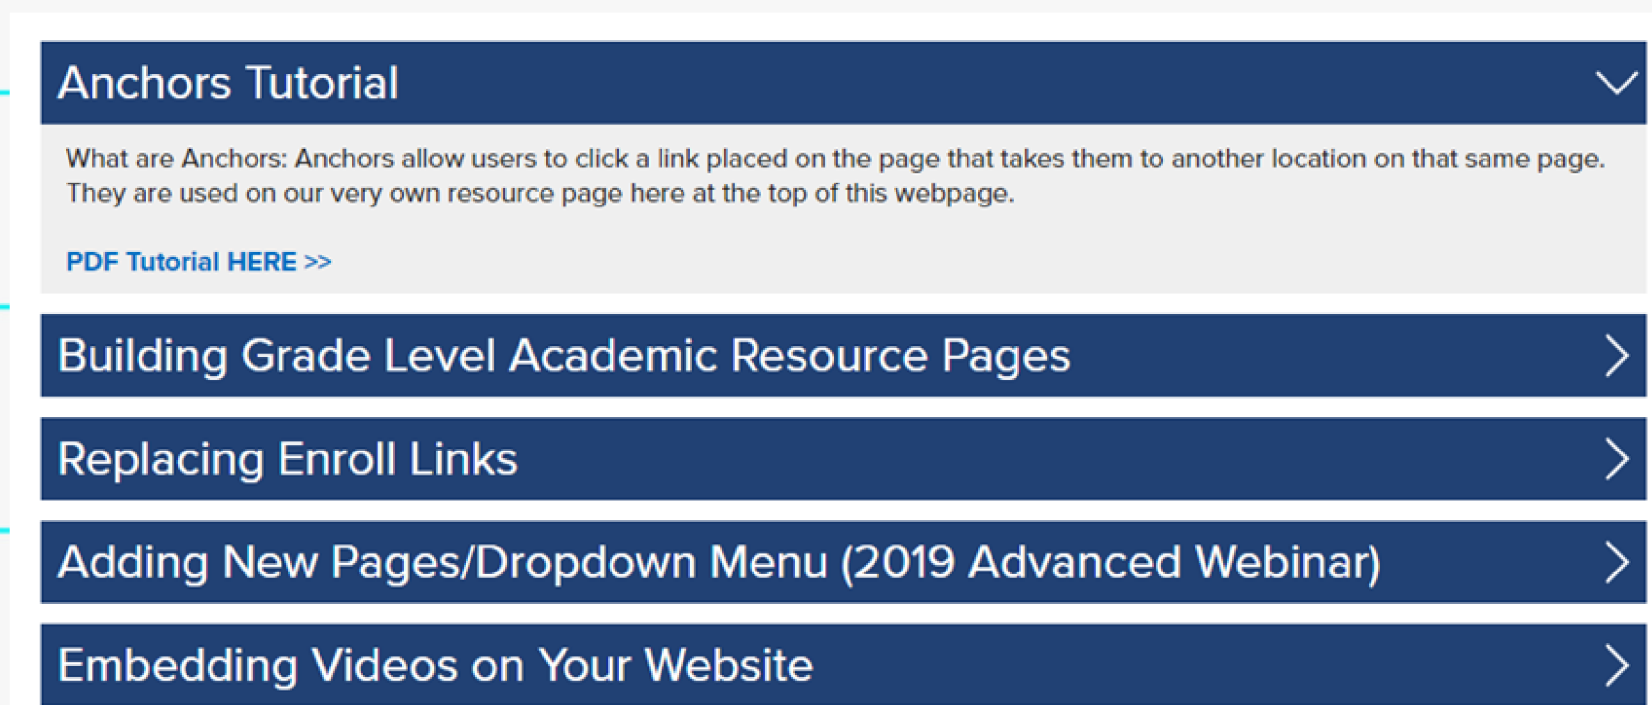 Anchors Tutorial
What are Anchors: Anchors allow users to click a link placed on the page that takes them to another location on that same page.
They are used on our very own resource page here at the top of this webpage.
PDF Tutorial HERE >>
Building Grade Level Academic Resource Pages
Replacing Enroll Links
Adding New Pages/Dropdown Menu (2019 Advanced Webinar)
Embedding Videos on Your Website